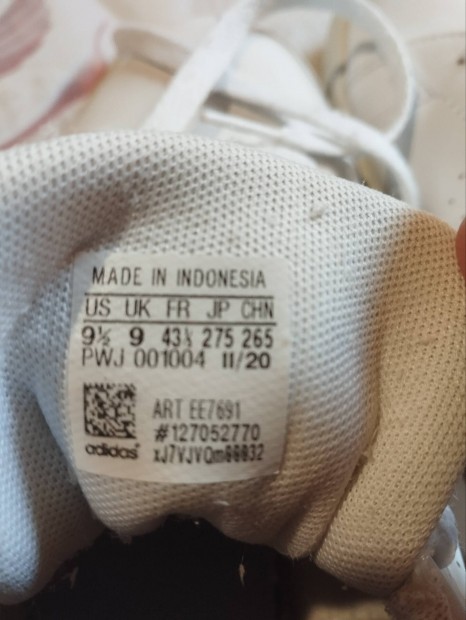 MADE IN INDONESIA
US UK FR JP CHN
9½ 9 43⅓ 275 265
PWJ 001004 11/20
ART EE7691
#127052770
adidas